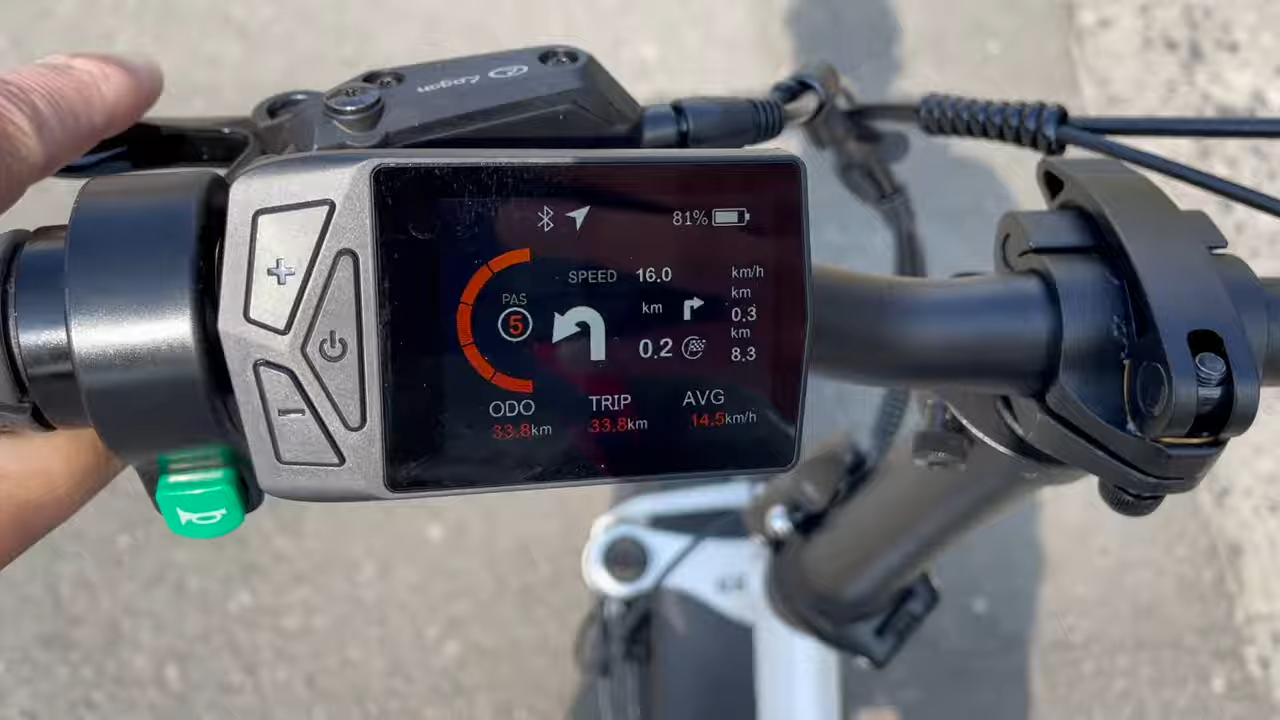 Logan
81%
SPEED 16.0 km/h
PAS
5
km km
0.3
0.2 km
8.3
ODO TRIP AVG
33.8km 33.8km 14.5km/h